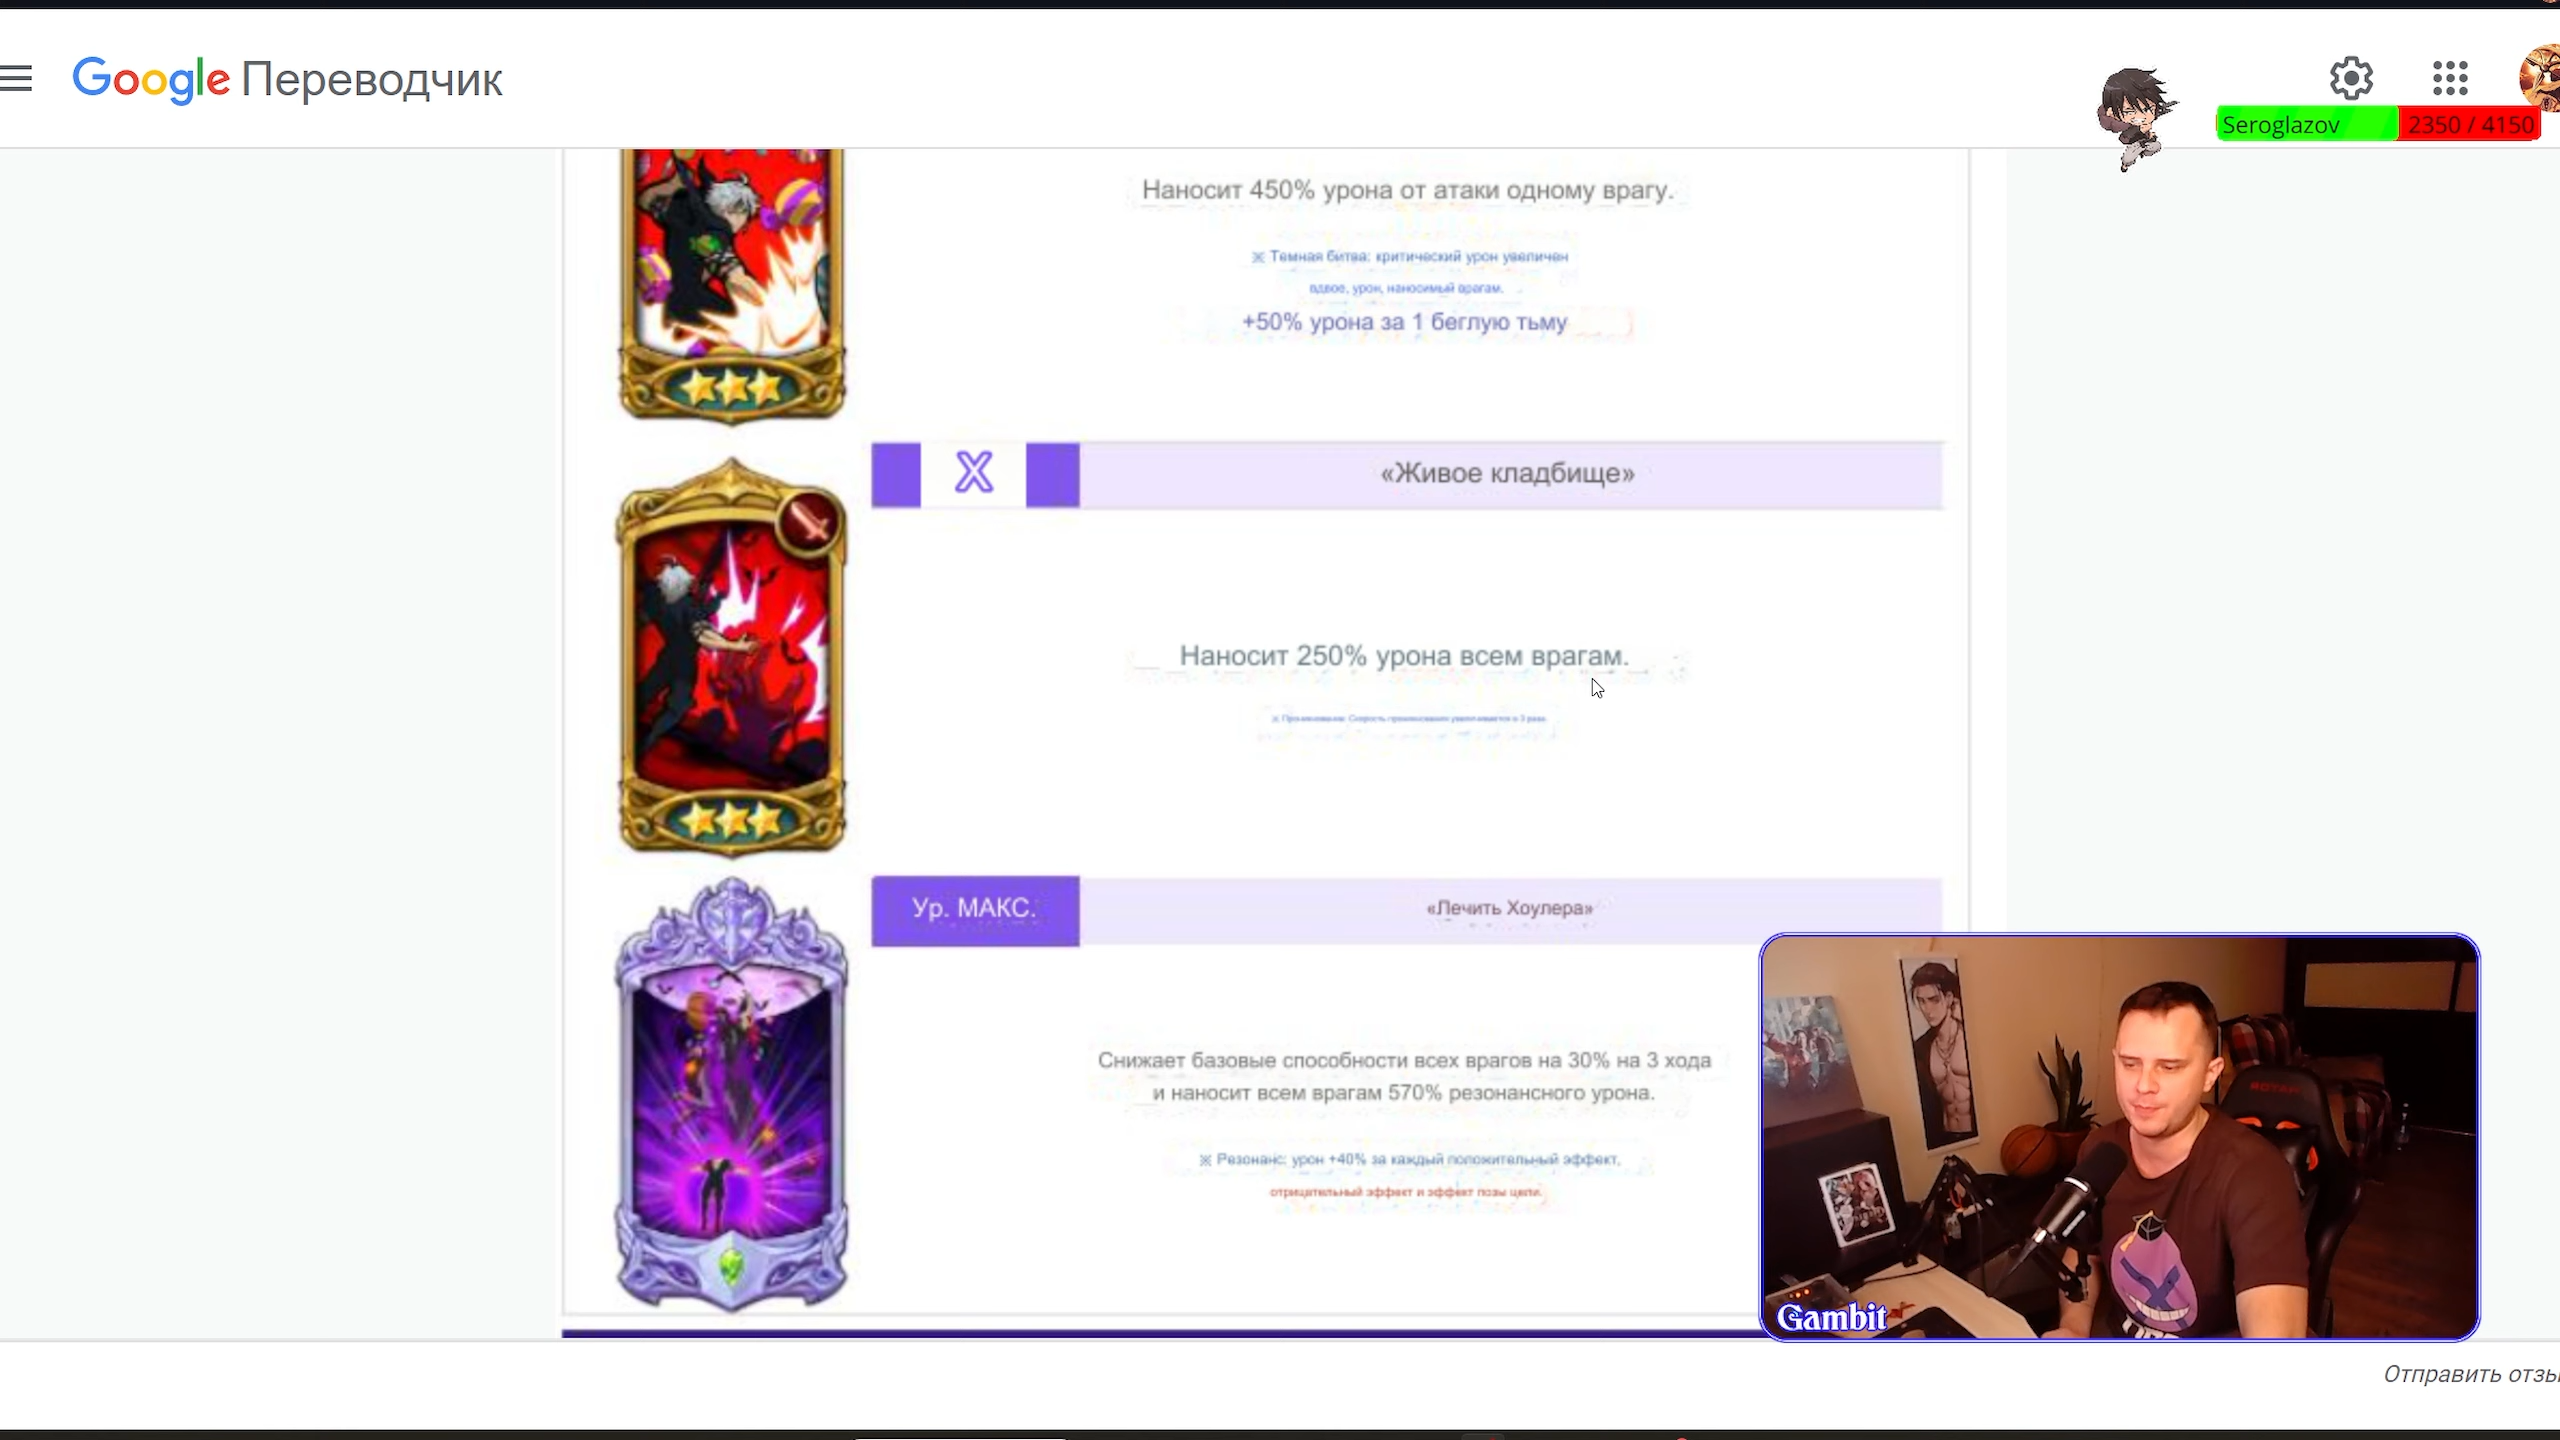 Google Переводчик
Seroglazov 2350 / 4150
Наносит 450% урона от атаки одному врагу.
※ Темная битва: критический урон увеличен
вдвое, урон, наносимый врагам.
+50% урона за 1 беглую тьму
X «Живое кладбище»
Наносит 250% урона всем врагам.
Ур. МАКС. «Лечить Хоулера»
Снижает базовые способности всех врагов на 30% на 3 хода
и наносит всем врагам 570% резонансного урона.
※ Резонанс: урон +40% за каждый положительный эффект,
отрицательный эффект и эффект позы цели.
Gambit
Отправить отзы